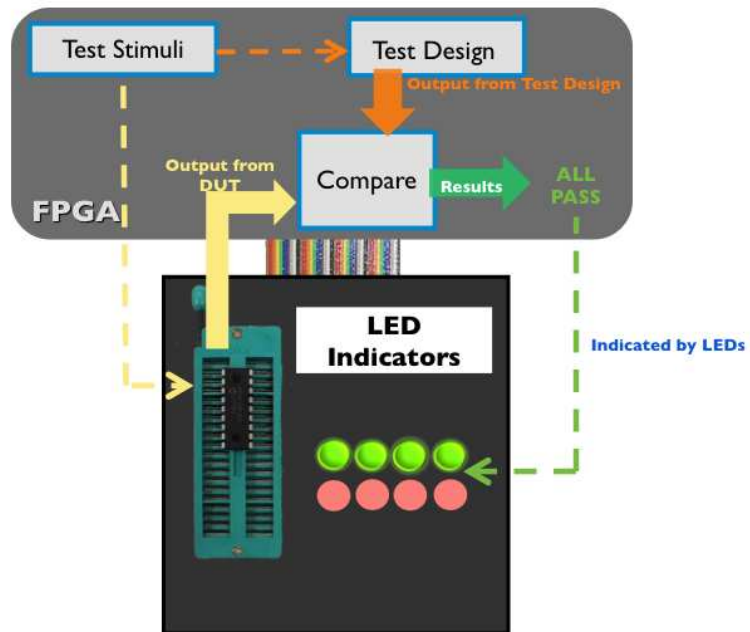 Test Stimuli
Test Design
Output from Test Design
Output from
DUT
Compare
Results
ALL
PASS
FPGA
LED
Indicators
Indicated by LEDs